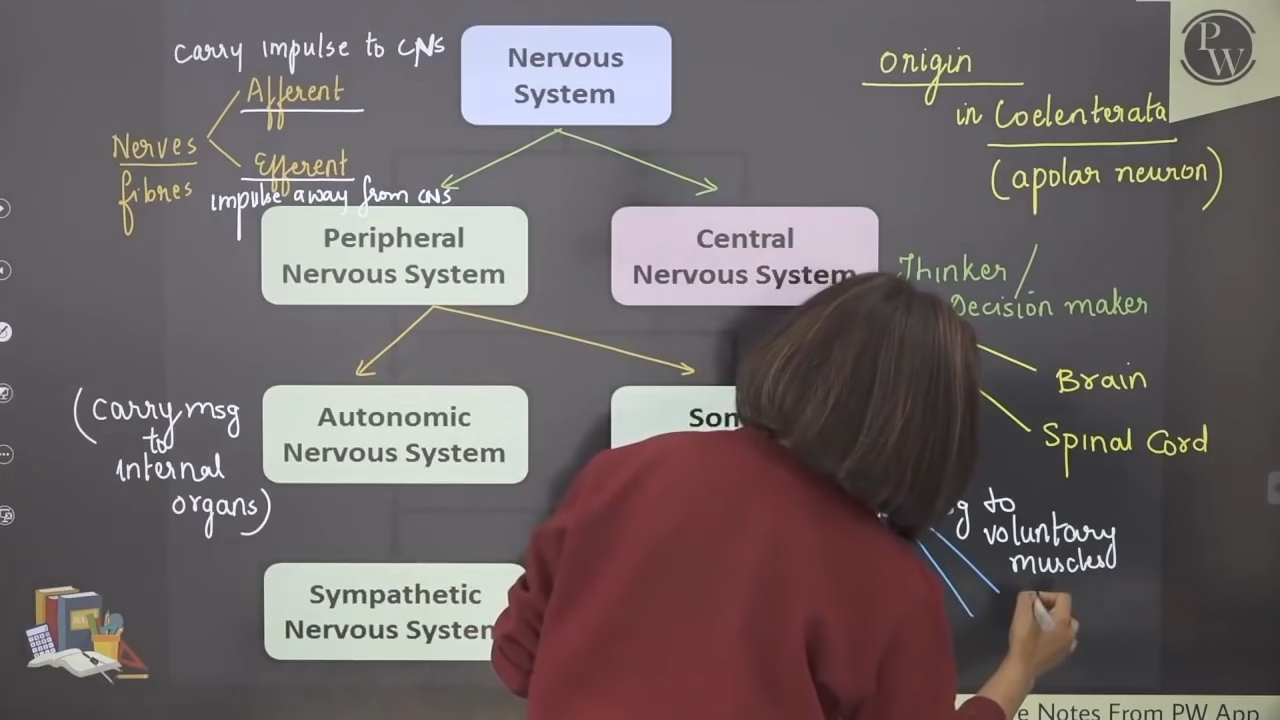 carry impulse to CNS
Afferent
Nerves
fibres
Efferent
impulse away from CNS
Nervous
System
origin
in Coelenterata
(apolar neuron)
PW
Peripheral
Nervous System
Central
Nervous System
Thinker /
Decision maker
Brain
Spinal Cord
(carry msg
to
internal
organs)
Autonomic
Nervous System
to
voluntary
muscles
Sympathetic
Nervous System
Notes From PW App